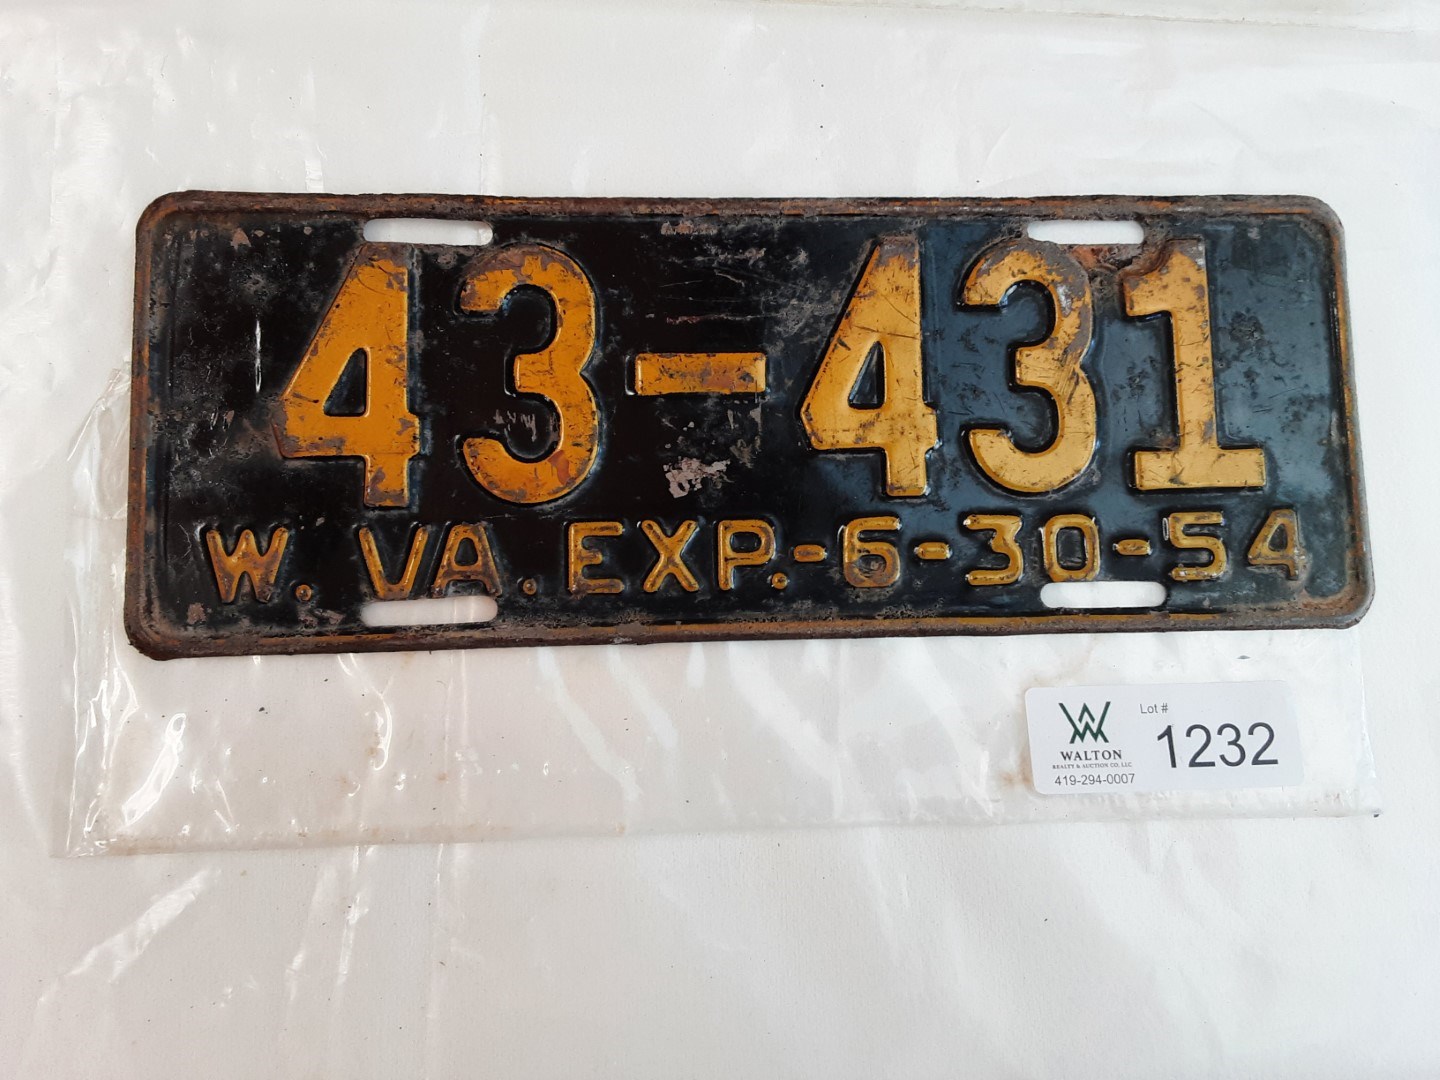 43-431
W. VA. EXP.-6-30-54
Lot #
1232
WALTON
REALTY & AUCTION CO. LLC
419-294-0007